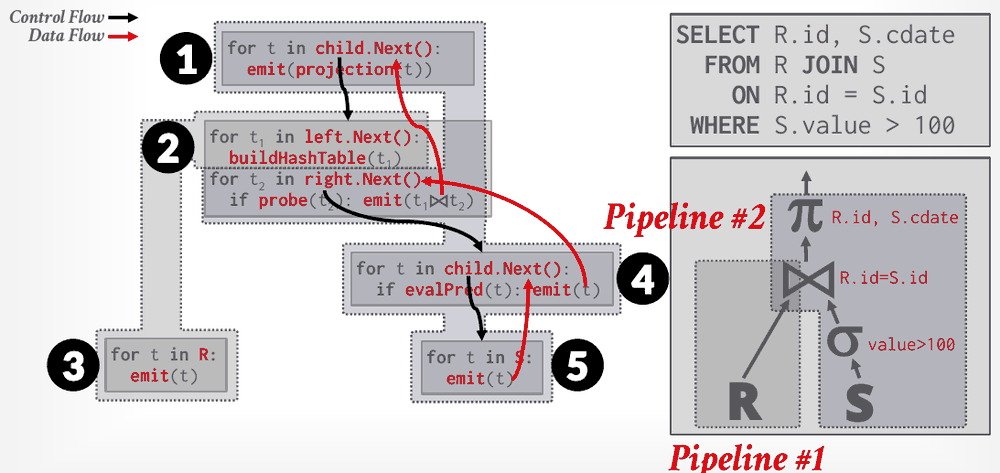 Control Flow
Data Flow
1
for t in child.Next():
emit(projection(t))
2
for t₁ in left.Next():
buildHashTable(t₁)
for t₂ in right.Next():
if probe(t₂): emit(t₁⋈t₂)
4
for t in child.Next():
if evalPred(t): emit(t)
3
for t in R:
emit(t)
5
for t in S:
emit(t)
SELECT R.id, S.cdate
FROM R JOIN S
ON R.id = S.id
WHERE S.value > 100
Pipeline #2
π R.id, S.cdate
⋈ R.id=S.id
σ value>100
R S
Pipeline #1